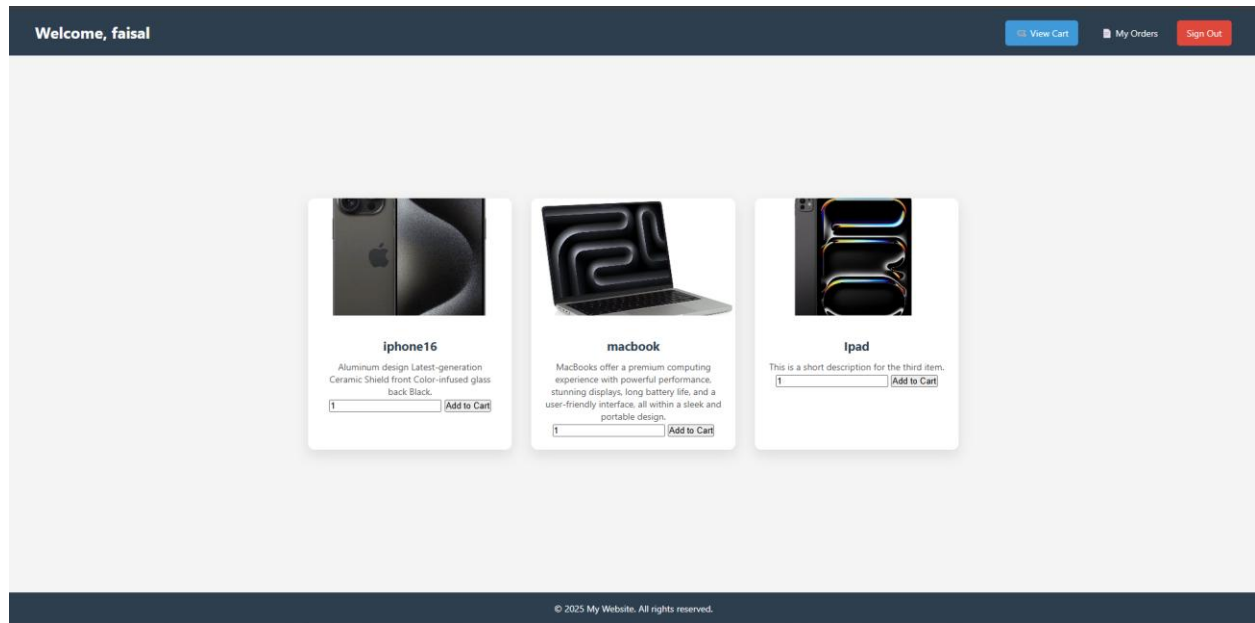 Welcome, faisal
View Cart
My Orders
Sign Out
iphone16
Aluminum design Latest-generation
Ceramic Shield front Color-infused glass
back Black.
1 Add to Cart
macbook
MacBooks offer a premium computing
experience with powerful performance,
stunning displays, long battery life, and a
user-friendly interface, all within a sleek and
portable design.
1 Add to Cart
Ipad
This is a short description for the third item.
1 Add to Cart
© 2025 My Website. All rights reserved.